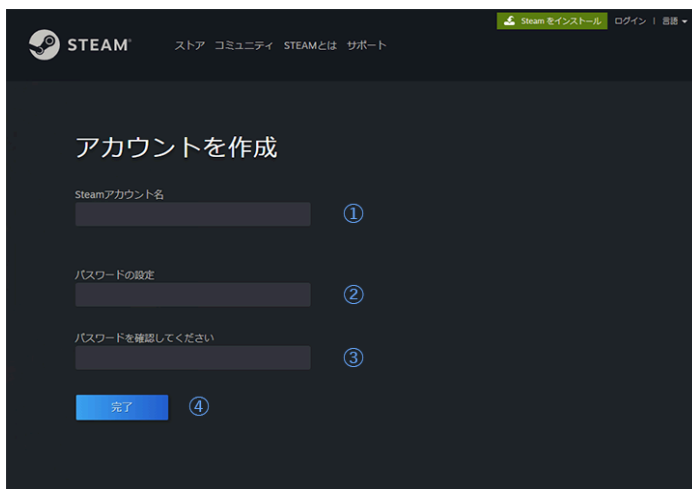 Steam をインストール ログイン | 言語
STEAM® ストア コミュニティ STEAMとは サポート
アカウントを作成
Steamアカウント名
①
パスワードの設定
②
パスワードを確認してください
③
完了 ④